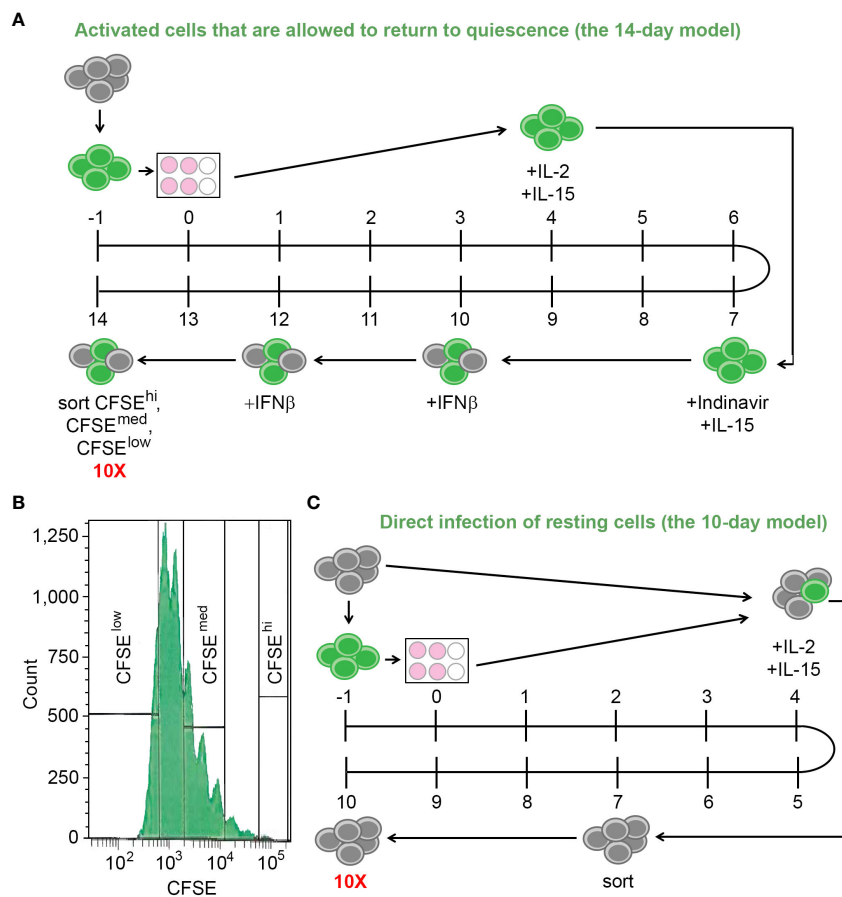 A
Activated cells that are allowed to return to quiescence (the 14-day model)
+IL-2
+IL-15
-1 0 1 2 3 4 5 6
14 13 12 11 10 9 8 7
sort CFSEhi,
CFSEmed,
CFSElow
10X
+IFNβ
+IFNβ
+Indinavir
+IL-15
B
1,250
1,000
750
500
250
0
Count
CFSElow
CFSEmed
CFSEhi
10² 10³ 10⁴ 10⁵
CFSE
C
Direct infection of resting cells (the 10-day model)
+IL-2
+IL-15
-1 0 1 2 3 4
10 9 8 7 6 5
10X
sort